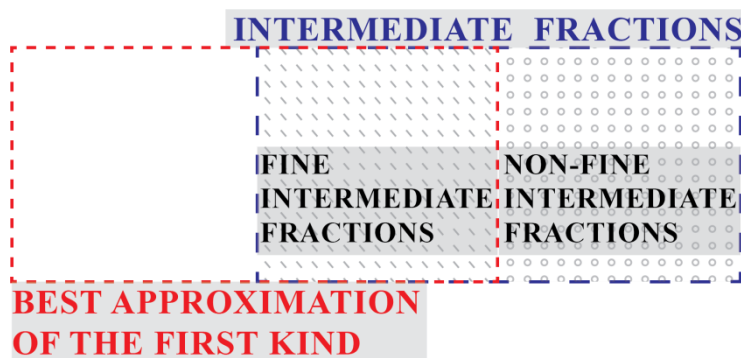 INTERMEDIATE FRACTIONS
FINE
INTERMEDIATE
FRACTIONS
NON-FINE
INTERMEDIATE
FRACTIONS
BEST APPROXIMATION
OF THE FIRST KIND